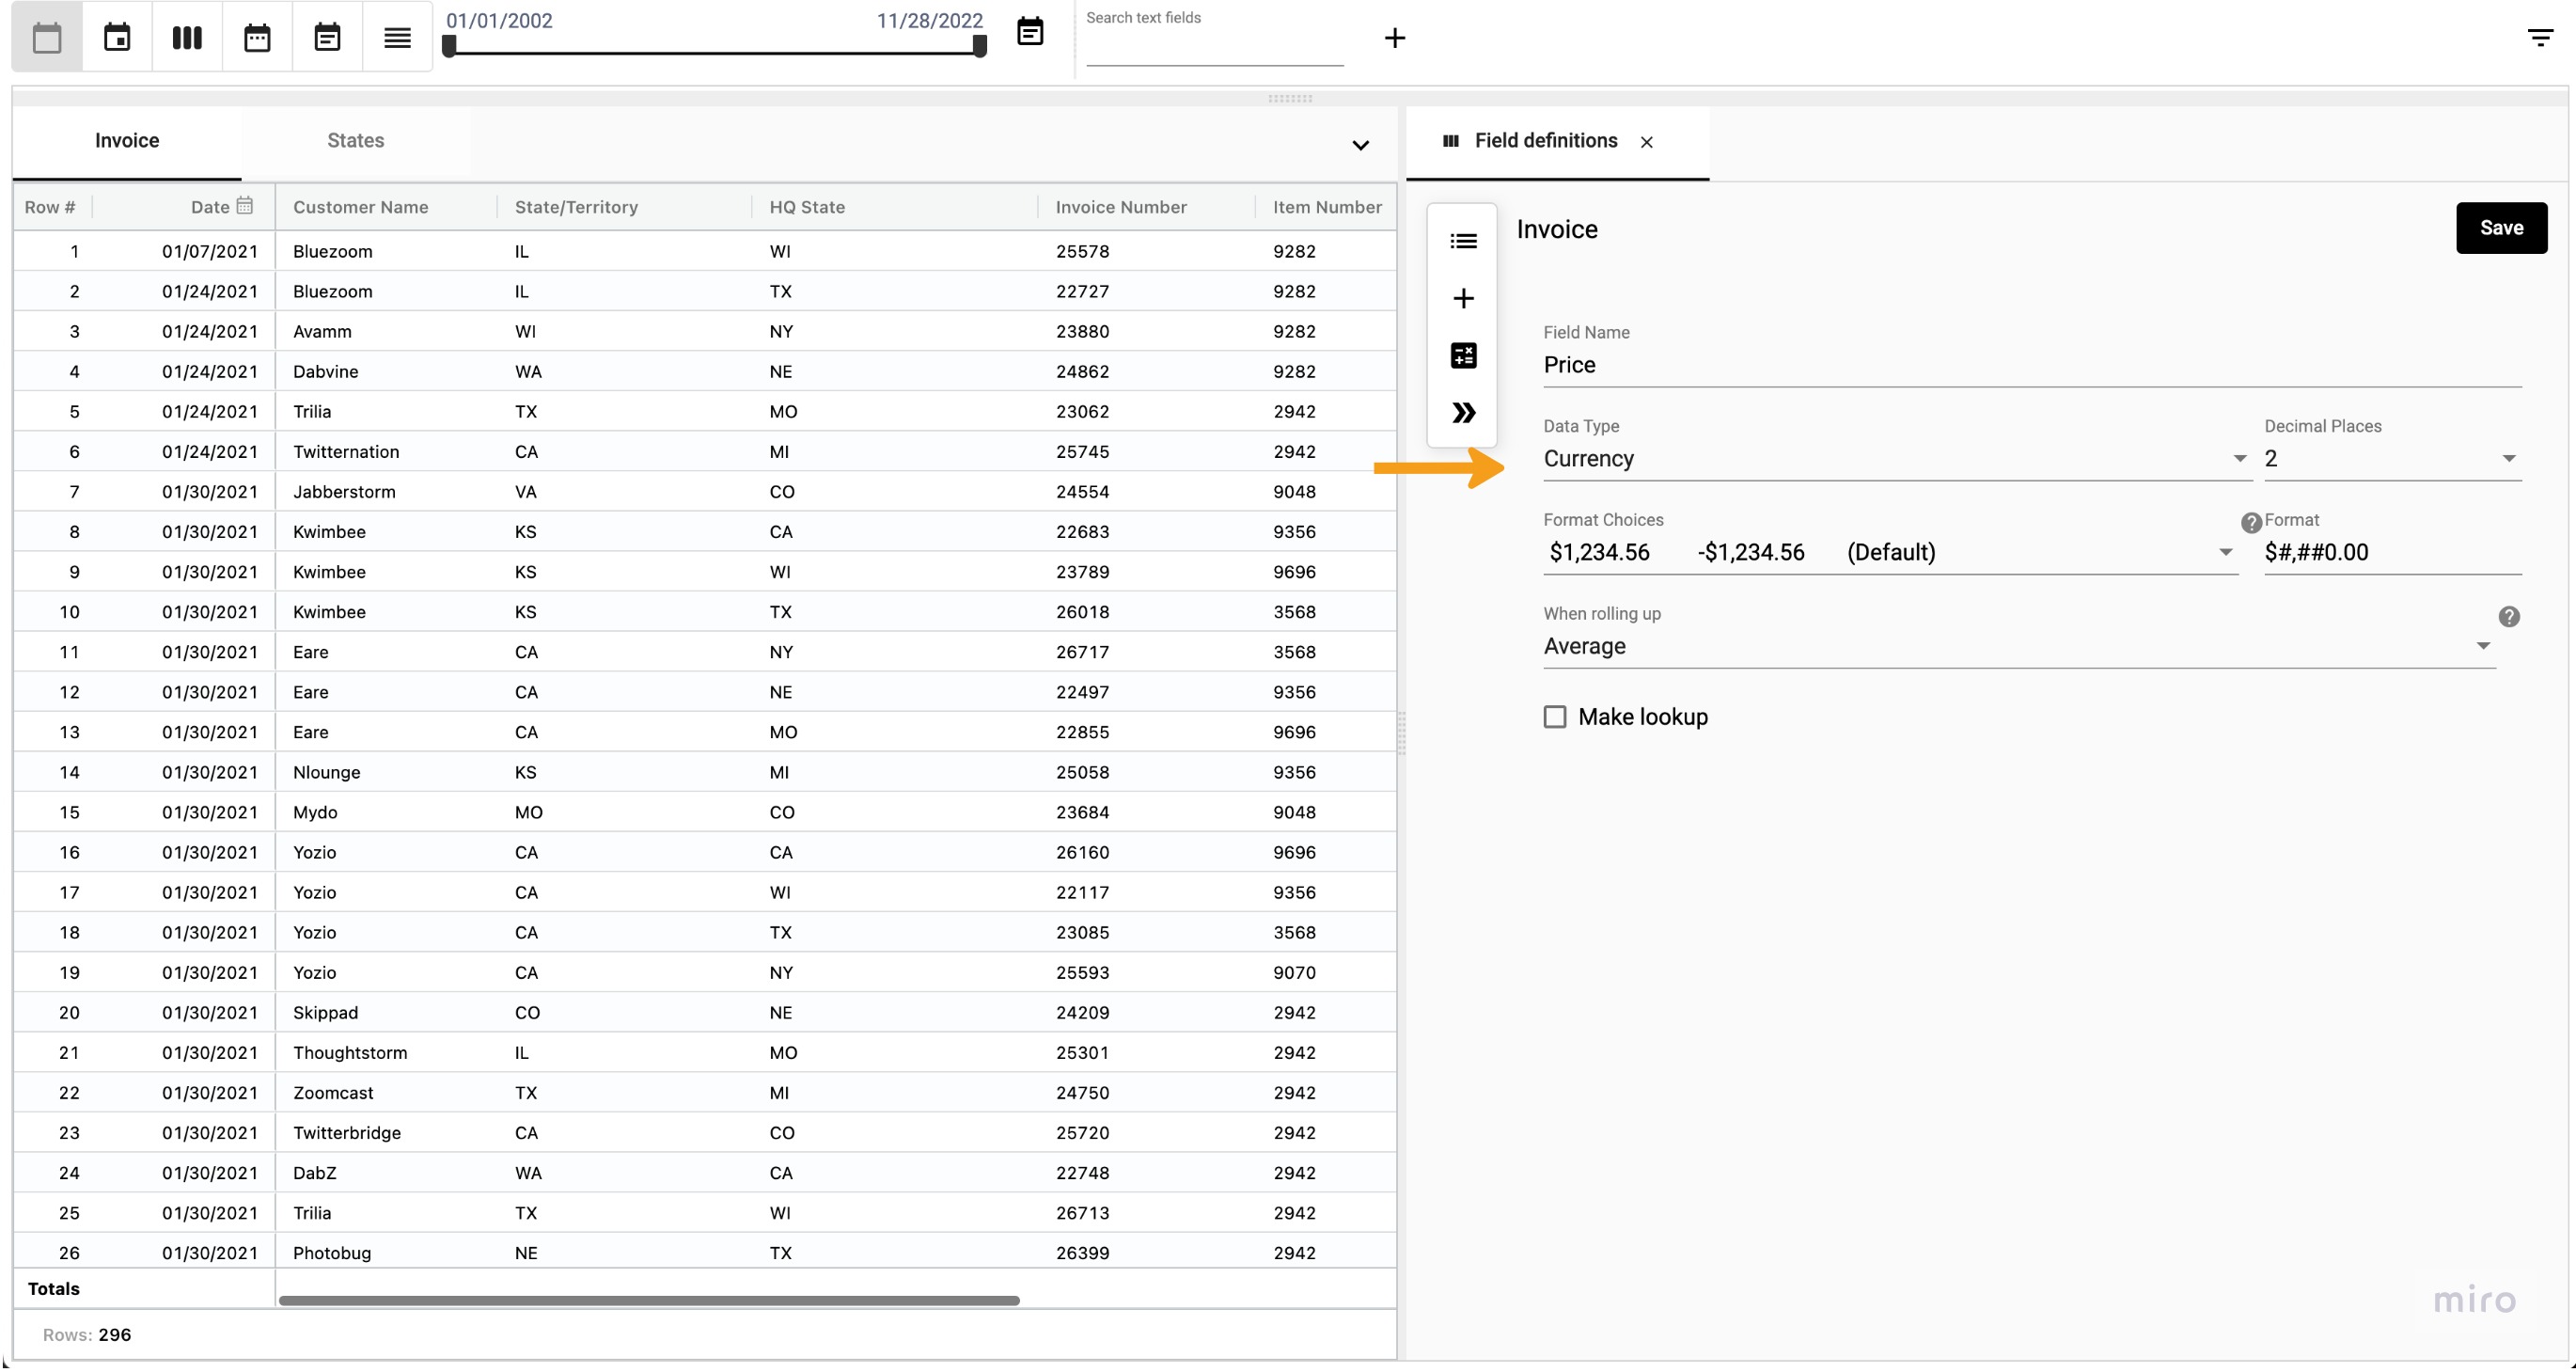 01/01/2002 11/28/2022 Search text fields
Invoice States Field definitions
Row # Date Customer Name State/Territory HQ State Invoice Number Item Number
1 01/07/2021 Bluezoom IL WI 25578 9282
2 01/24/2021 Bluezoom IL TX 22727 9282
3 01/24/2021 Avamm WI NY 23880 9282
4 01/24/2021 Dabvine WA NE 24862 9282
5 01/24/2021 Trilia TX MO 23062 2942
6 01/24/2021 Twitternation CA MI 25745 2942
7 01/30/2021 Jabberstorm VA CO 24554 9048
8 01/30/2021 Kwimbee KS CA 22683 9356
9 01/30/2021 Kwimbee KS WI 23789 9696
10 01/30/2021 Kwimbee KS TX 26018 3568
11 01/30/2021 Eare CA NY 26717 3568
12 01/30/2021 Eare CA NE 22497 9356
13 01/30/2021 Eare CA MO 22855 9696
14 01/30/2021 Nlounge KS MI 25058 9356
15 01/30/2021 Mydo MO CO 23684 9048
16 01/30/2021 Yozio CA CA 26160 9696
17 01/30/2021 Yozio CA WI 22117 9356
18 01/30/2021 Yozio CA TX 23085 3568
19 01/30/2021 Yozio CA NY 25593 9070
20 01/30/2021 Skippad CO NE 24209 2942
21 01/30/2021 Thoughtstorm IL MO 25301 2942
22 01/30/2021 Zoomcast TX MI 24750 2942
23 01/30/2021 Twitterbridge CA CO 25720 2942
24 01/30/2021 DabZ WA CA 22748 2942
25 01/30/2021 Trilia TX WI 26713 2942
26 01/30/2021 Photobug NE TX 26399 2942
Totals
Rows: 296
Invoice Save
Field Name
Price
Data Type Decimal Places
Currency 2
Format Choices Format
$1,234.56 -$1,234.56 (Default) $#,##0.00
When rolling up
Average
Make lookup
miro